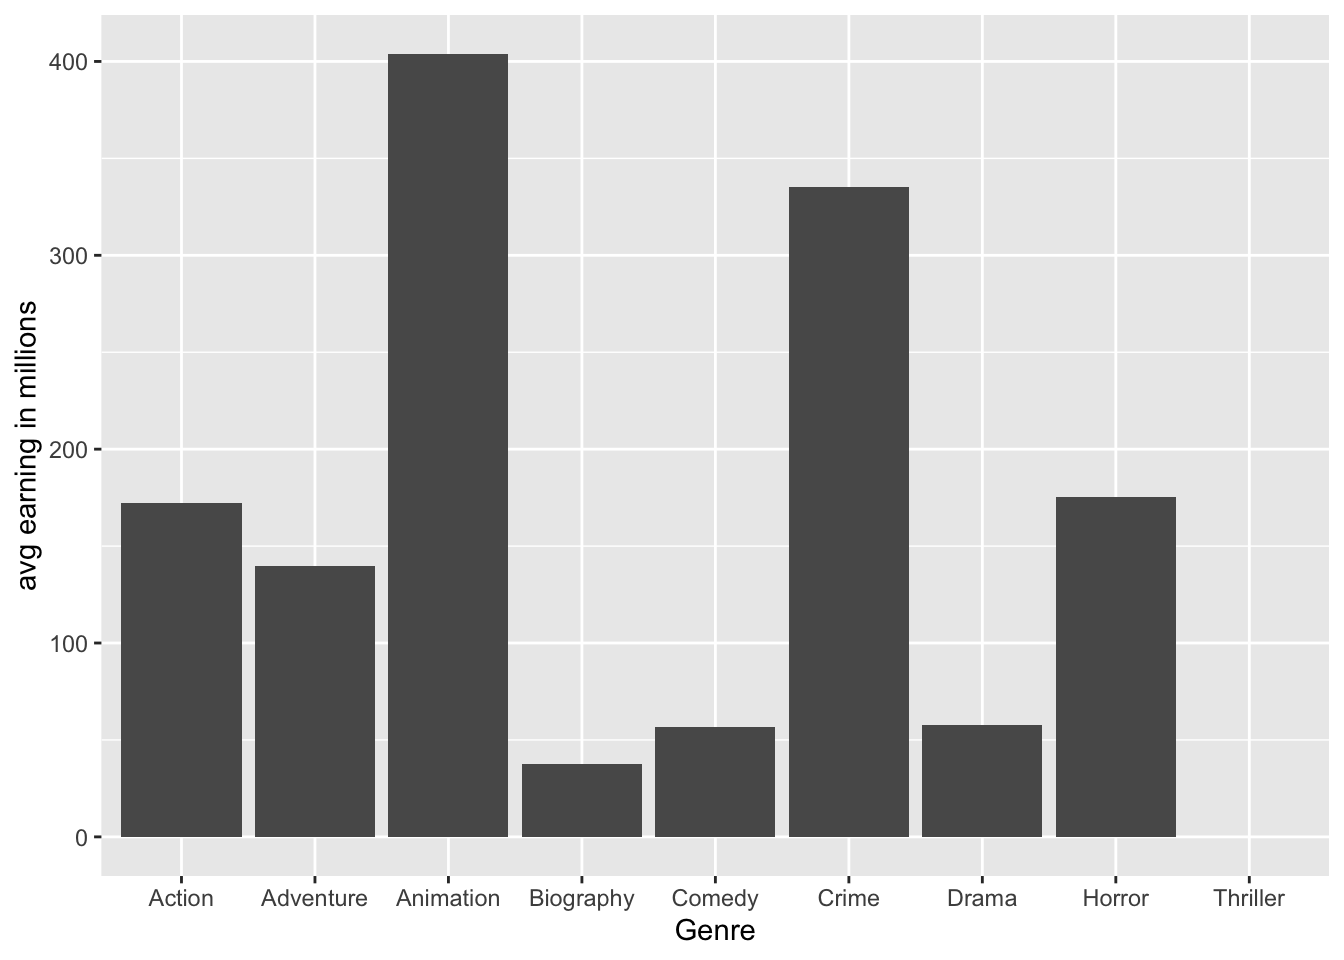 400
300
200
100
0
avg earning in millions
Action Adventure Animation Biography Comedy Crime Drama Horror Thriller
Genre